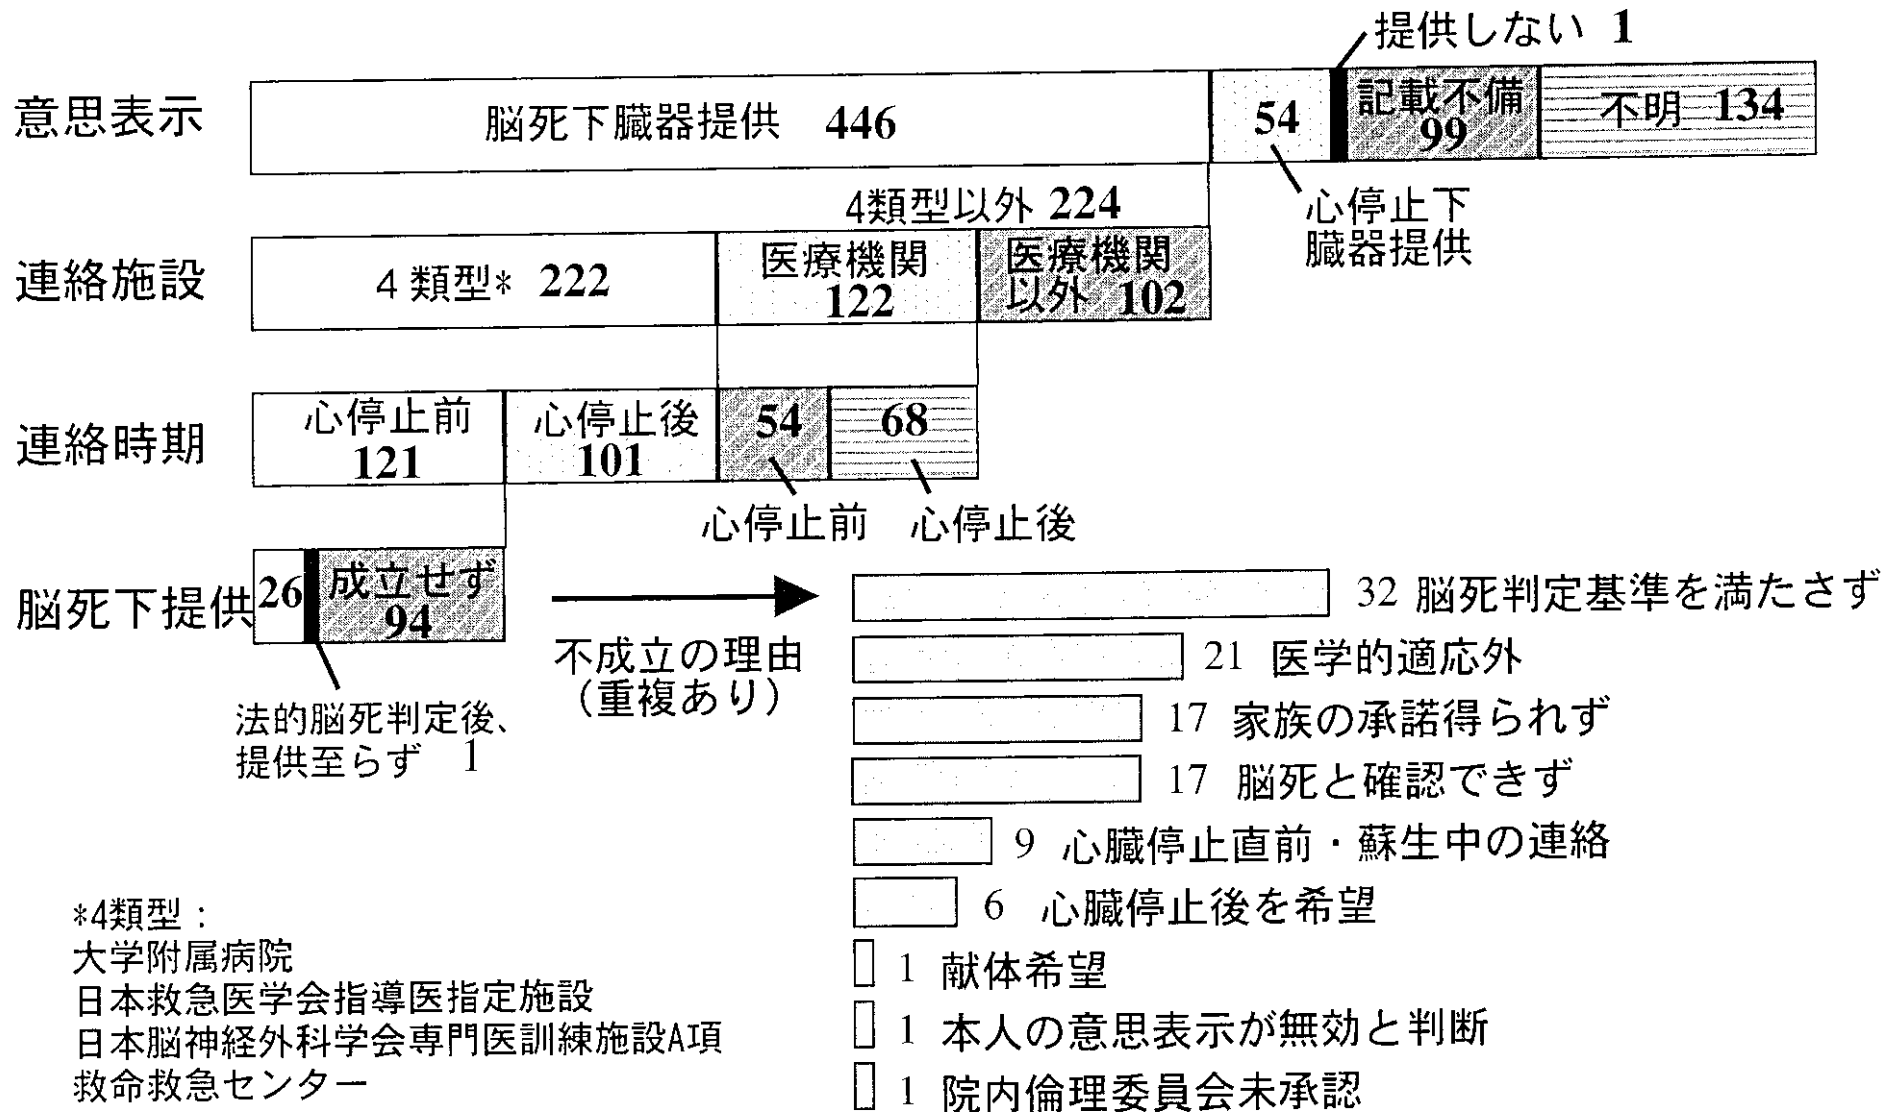 提供しない 1
意思表示
脳死下臓器提供 446
54
記載不備
99
不明 134
心停止下
臓器提供
4類型以外 224
連絡施設
4類型* 222
医療機関
122
医療機関
以外 102
連絡時期
心停止前
121
心停止後
101
54
68
心停止前
心停止後
脳死下提供
26
成立せず
94
法的脳死判定後、
提供至らず 1
不成立の理由
(重複あり)
32 脳死判定基準を満たさず
21 医学的適応外
17 家族の承諾得られず
17 脳死と確認できず
9 心臓停止直前・蘇生中の連絡
6 心臓停止後を希望
1 献体希望
1 本人の意思表示が無効と判断
1 院内倫理委員会未承認
*4類型:
大学附属病院
日本救急医学会指導医指定施設
日本脳神経外科学会専門医訓練施設A項
救命救急センター